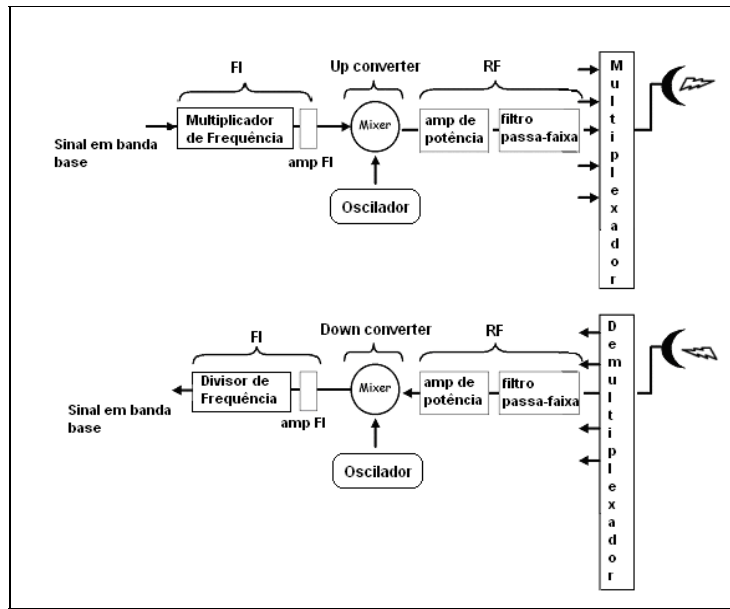 FI
Up converter
RF
Multiplexador
Multiplicador
de Frequência
Mixer
amp de
potência
filtro
passa-faixa
Sinal em banda
base
amp FI
Oscilador
Down converter
FI
RF
Demultiplexador
Divisor de
Frequência
Mixer
amp de
potência
filtro
passa-faixa
Sinal em banda
base
amp FI
Oscilador